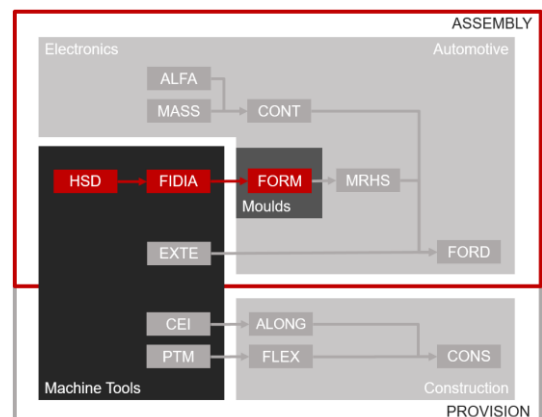 ASSEMBLY
Electronics
Automotive
ALFA
MASS
CONT
HSD
FIDIA
FORM
MRHS
Moulds
EXTE
FORD
CEI
ALONG
PTM
FLEX
CONS
Machine Tools
Construction
PROVISION